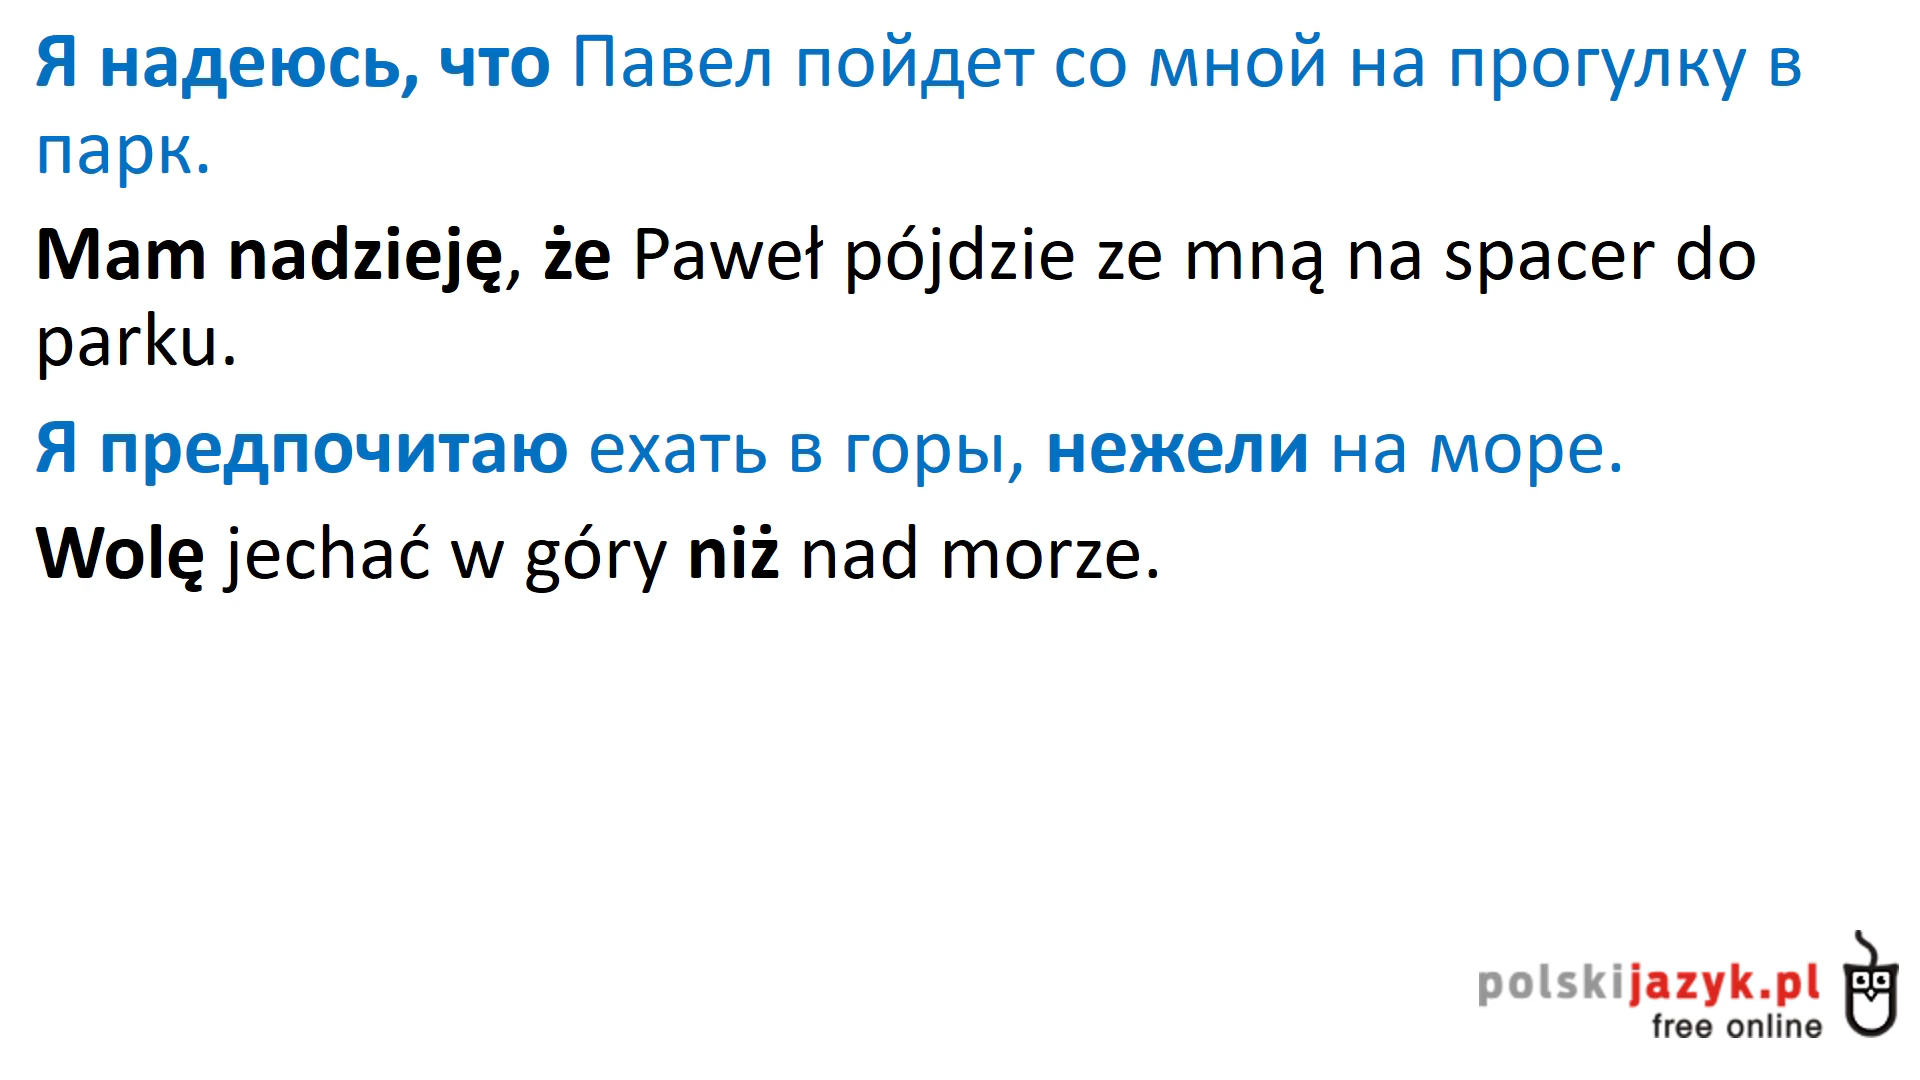 Я надеюсь, что Павел пойдет со мной на прогулку в
парк.
Mam nadzieję, że Paweł pójdzie ze mną na spacer do
parku.
Я предпочитаю ехать в горы, нежели на море.
Wolę jechać w góry niż nad morze.
polskijazyk.pl
free online